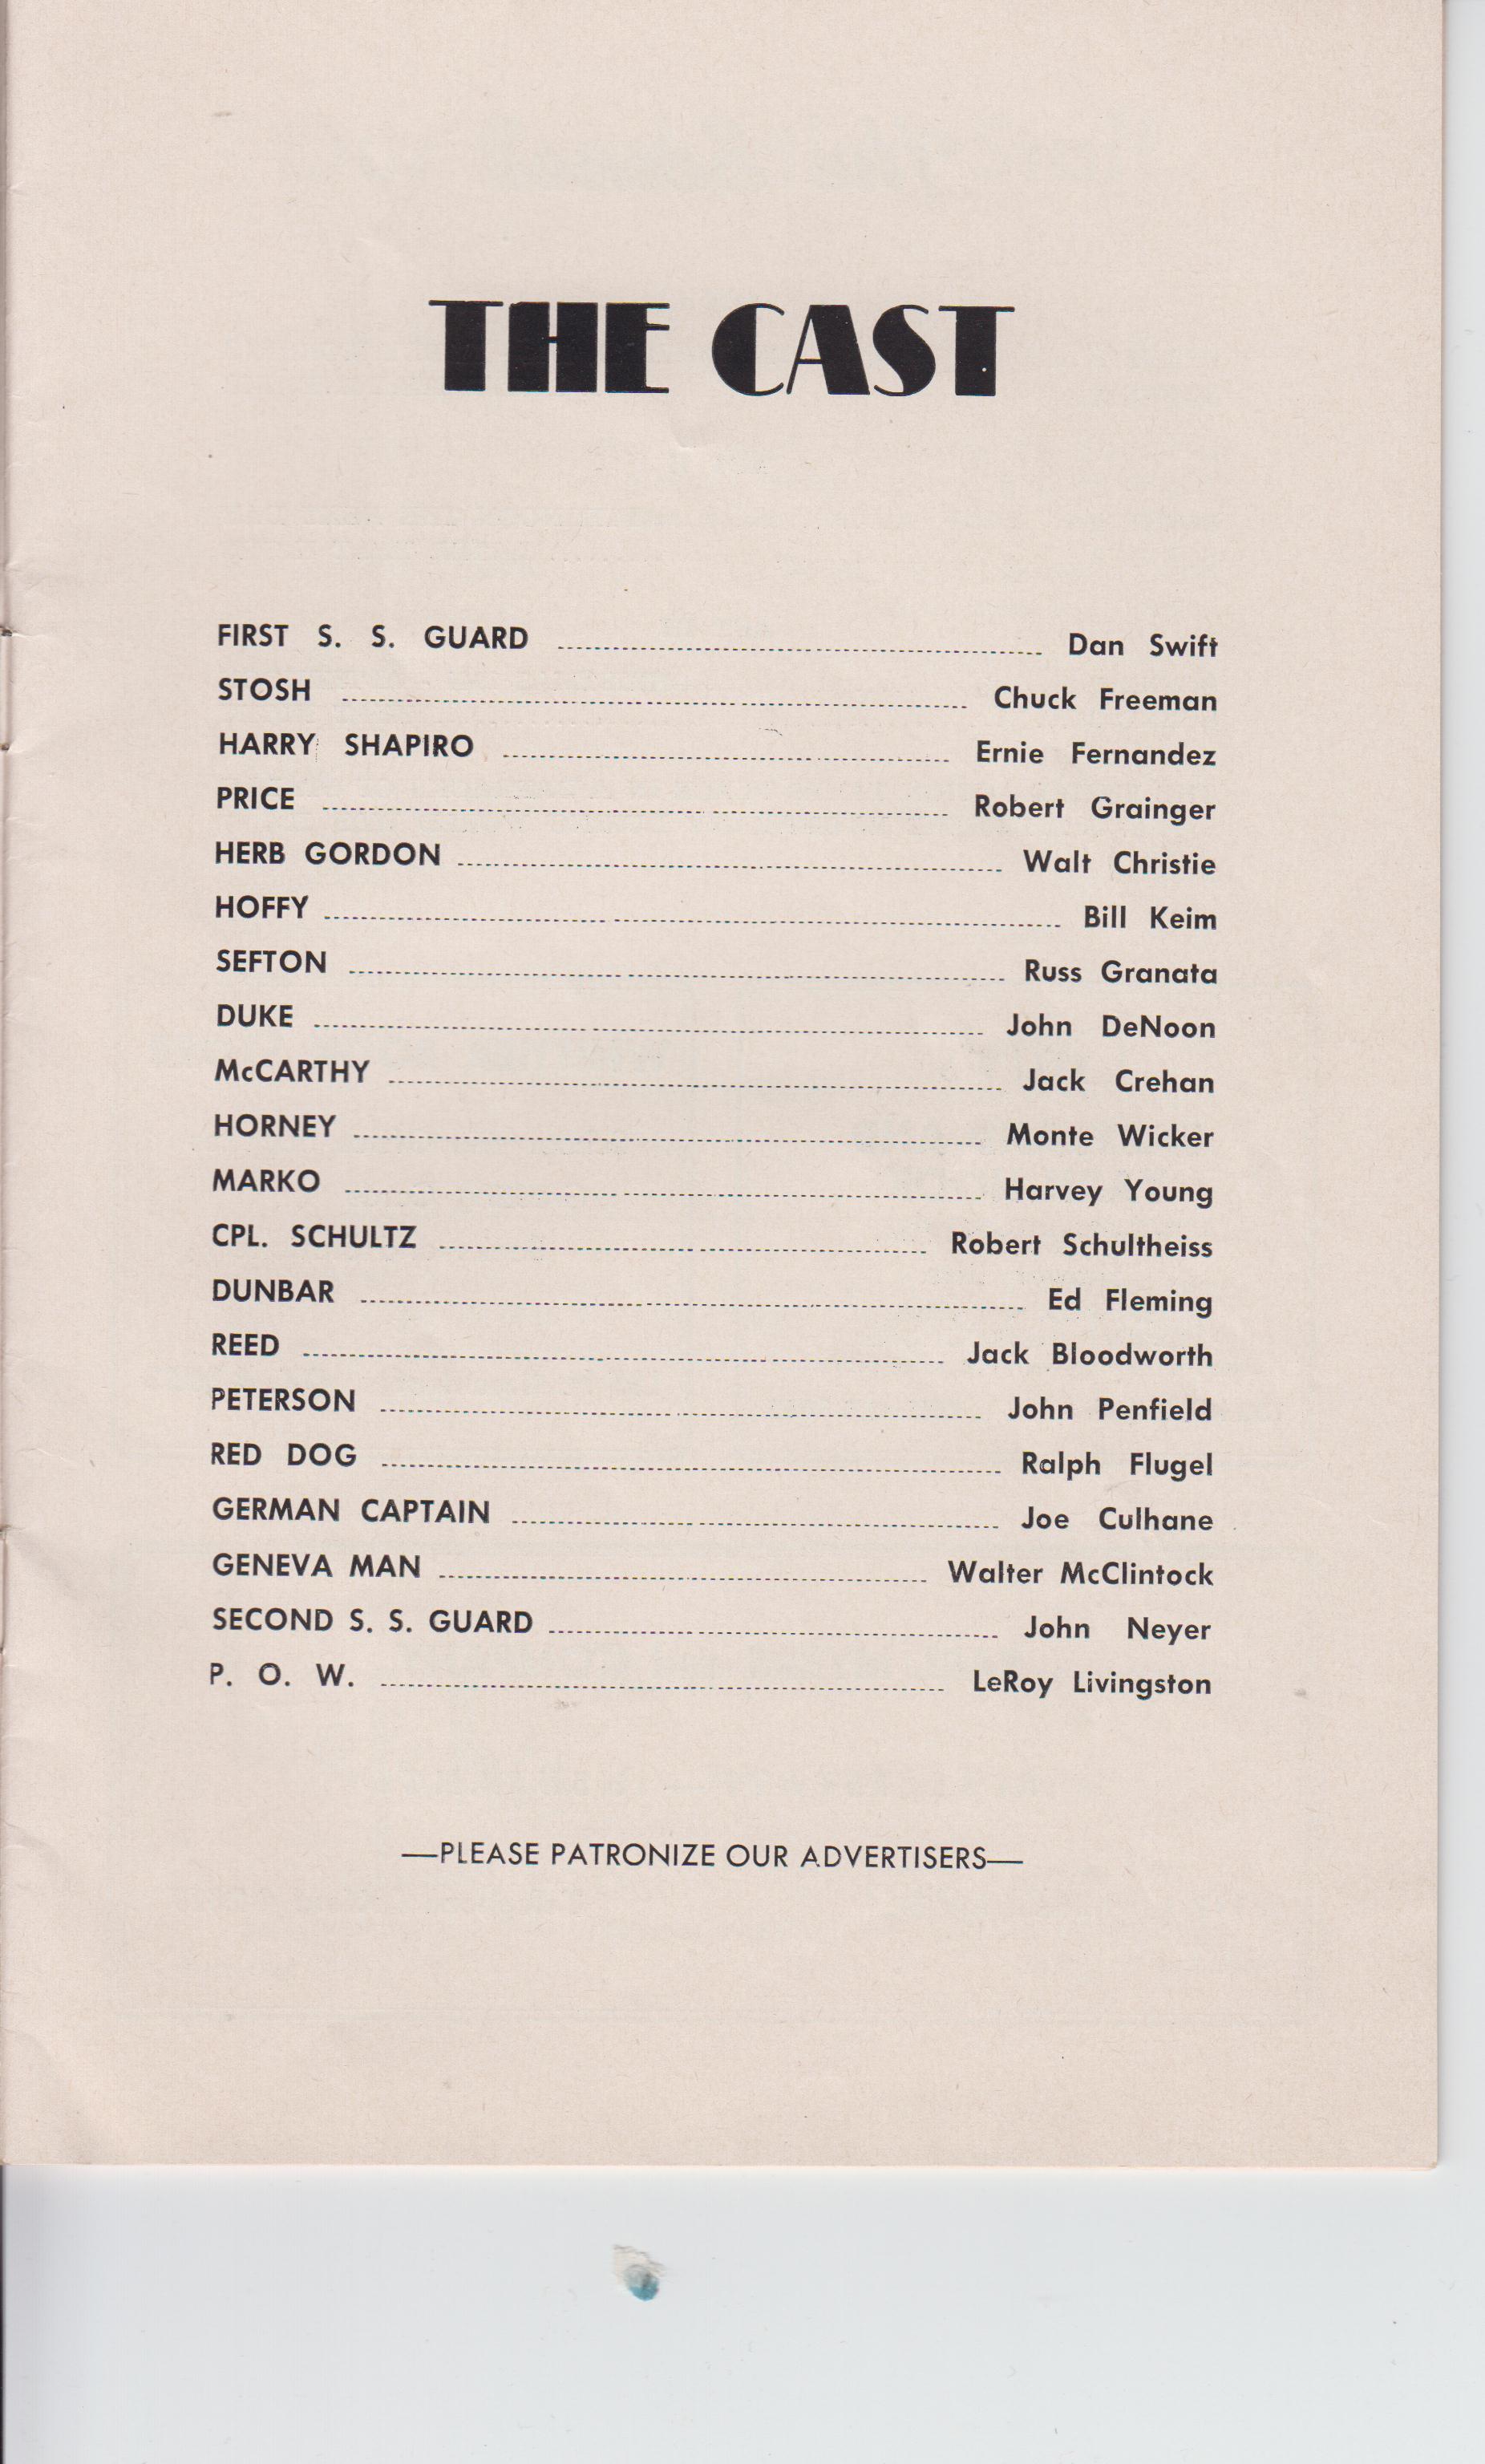 THE CAST
FIRST S. S. GUARD ........ Dan Swift
STOSH ........ Chuck Freeman
HARRY SHAPIRO ........ Ernie Fernandez
PRICE ........ Robert Grainger
HERB GORDON ........ Walt Christie
HOFFY ........ Bill Keim
SEFTON ........ Russ Granata
DUKE ........ John DeNoon
McCARTHY ........ Jack Crehan
HORNEY ........ Monte Wicker
MARKO ........ Harvey Young
CPL. SCHULTZ ........ Robert Schultheiss
DUNBAR ........ Ed Fleming
REED ........ Jack Bloodworth
PETERSON ........ John Penfield
RED DOG ........ Ralph Flugel
GERMAN CAPTAIN ........ Joe Culhane
GENEVA MAN ........ Walter McClintock
SECOND S. S. GUARD ........ John Neyer
P. O. W. ........ LeRoy Livingston
—PLEASE PATRONIZE OUR ADVERTISERS—